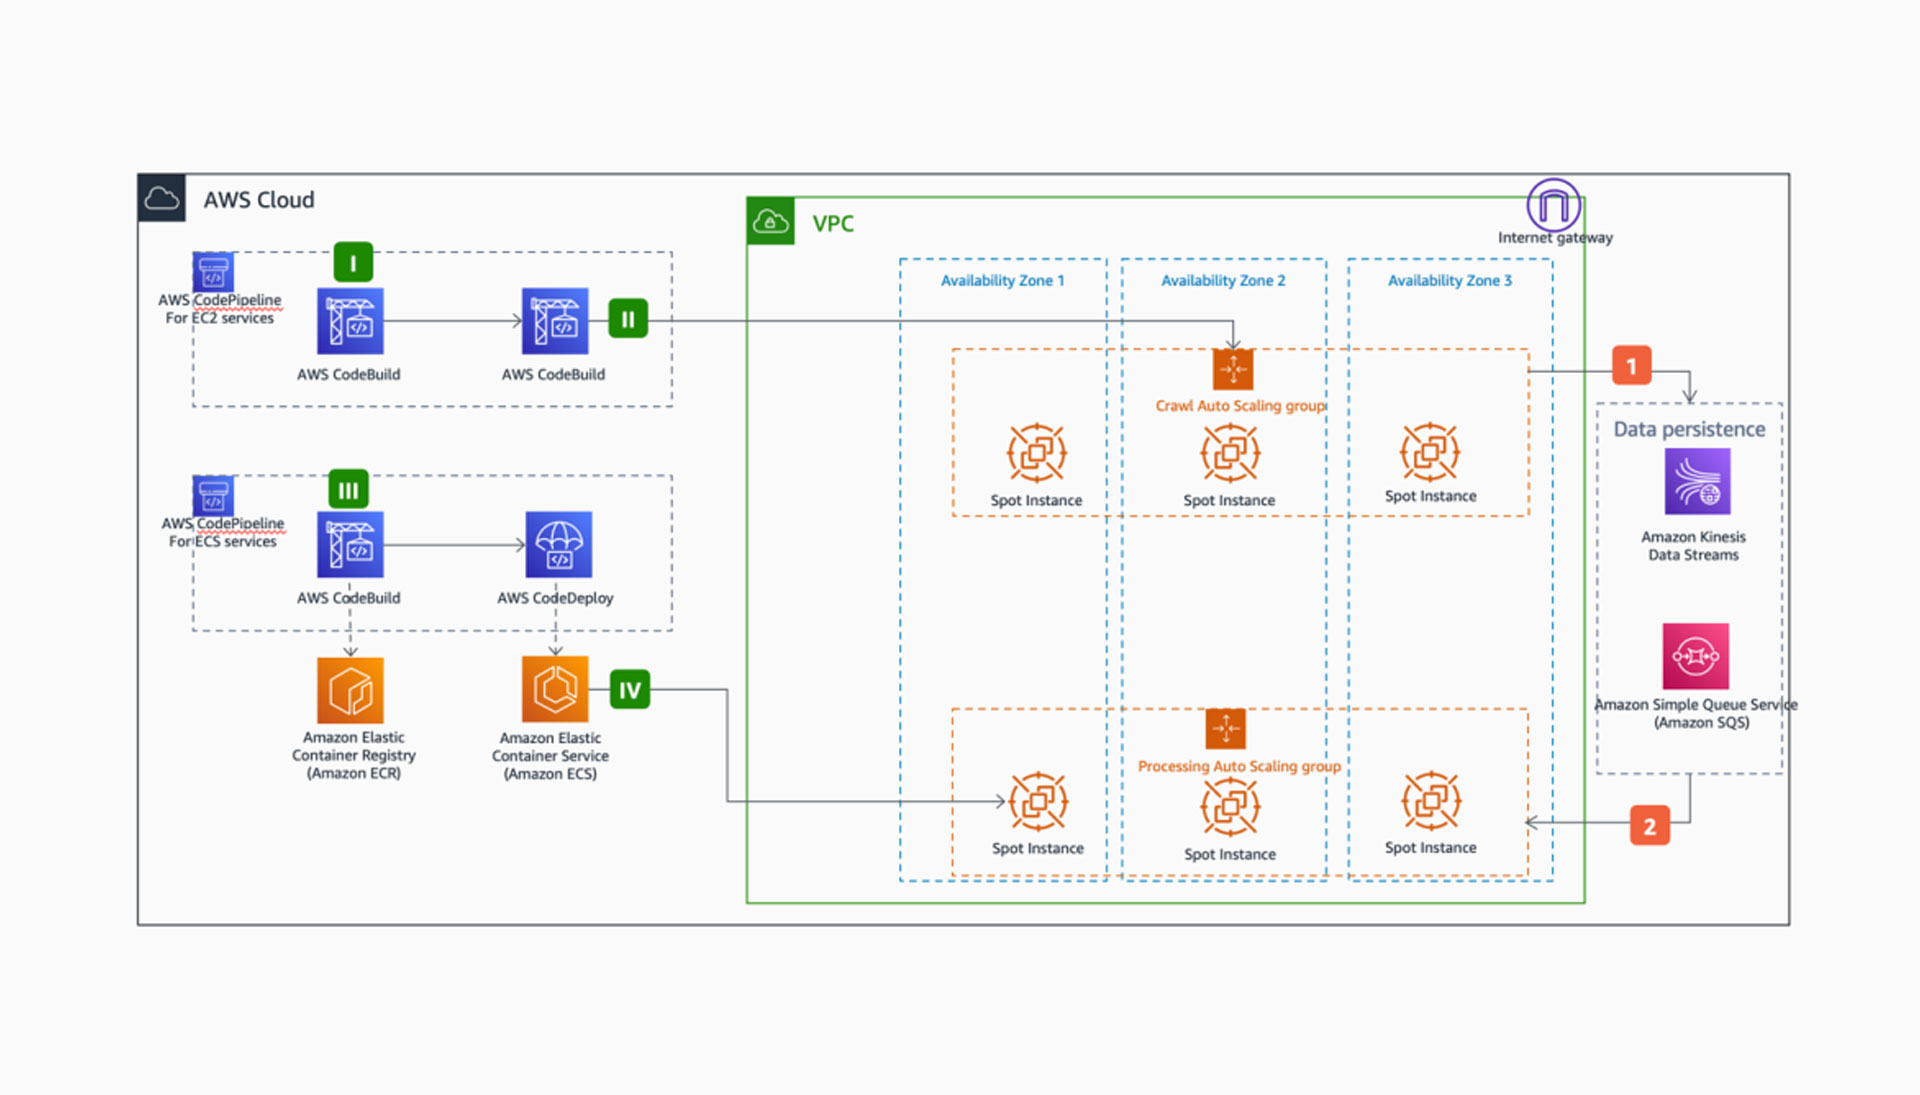 AWS Cloud
VPC
Internet gateway
AWS CodePipeline
For EC2 services
I
AWS CodeBuild
AWS CodeBuild
II
Availability Zone 1
Availability Zone 2
Availability Zone 3
Crawl Auto Scaling group
Spot Instance
Spot Instance
Spot Instance
1
Data persistence
Amazon Kinesis
Data Streams
Amazon Simple Queue Service
(Amazon SQS)
AWS CodePipeline
For ECS services
III
AWS CodeBuild
AWS CodeDeploy
Amazon Elastic
Container Registry
(Amazon ECR)
Amazon Elastic
Container Service
(Amazon ECS)
IV
Processing Auto Scaling group
Spot Instance
Spot Instance
Spot Instance
2